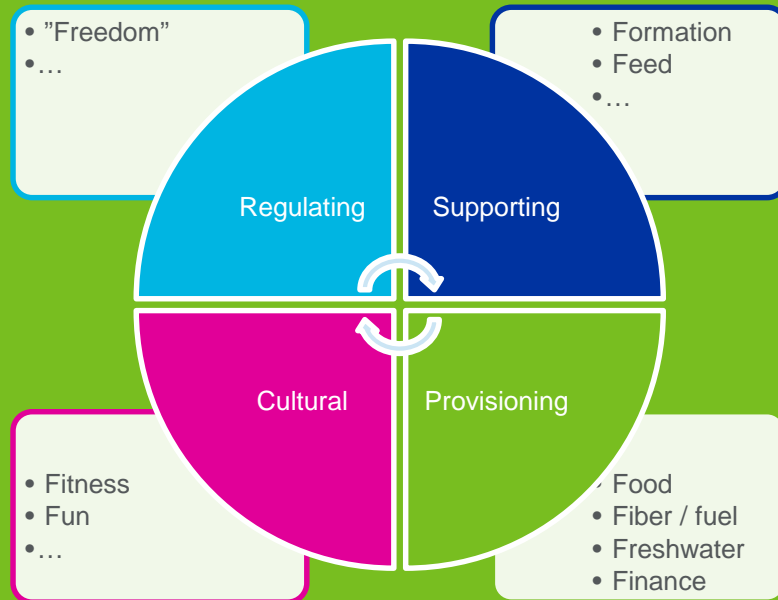 • ”Freedom”
• …
• Formation
• Feed
• …
Regulating
Supporting
Cultural
Provisioning
• Fitness
• Fun
• …
• Food
• Fiber / fuel
• Freshwater
• Finance